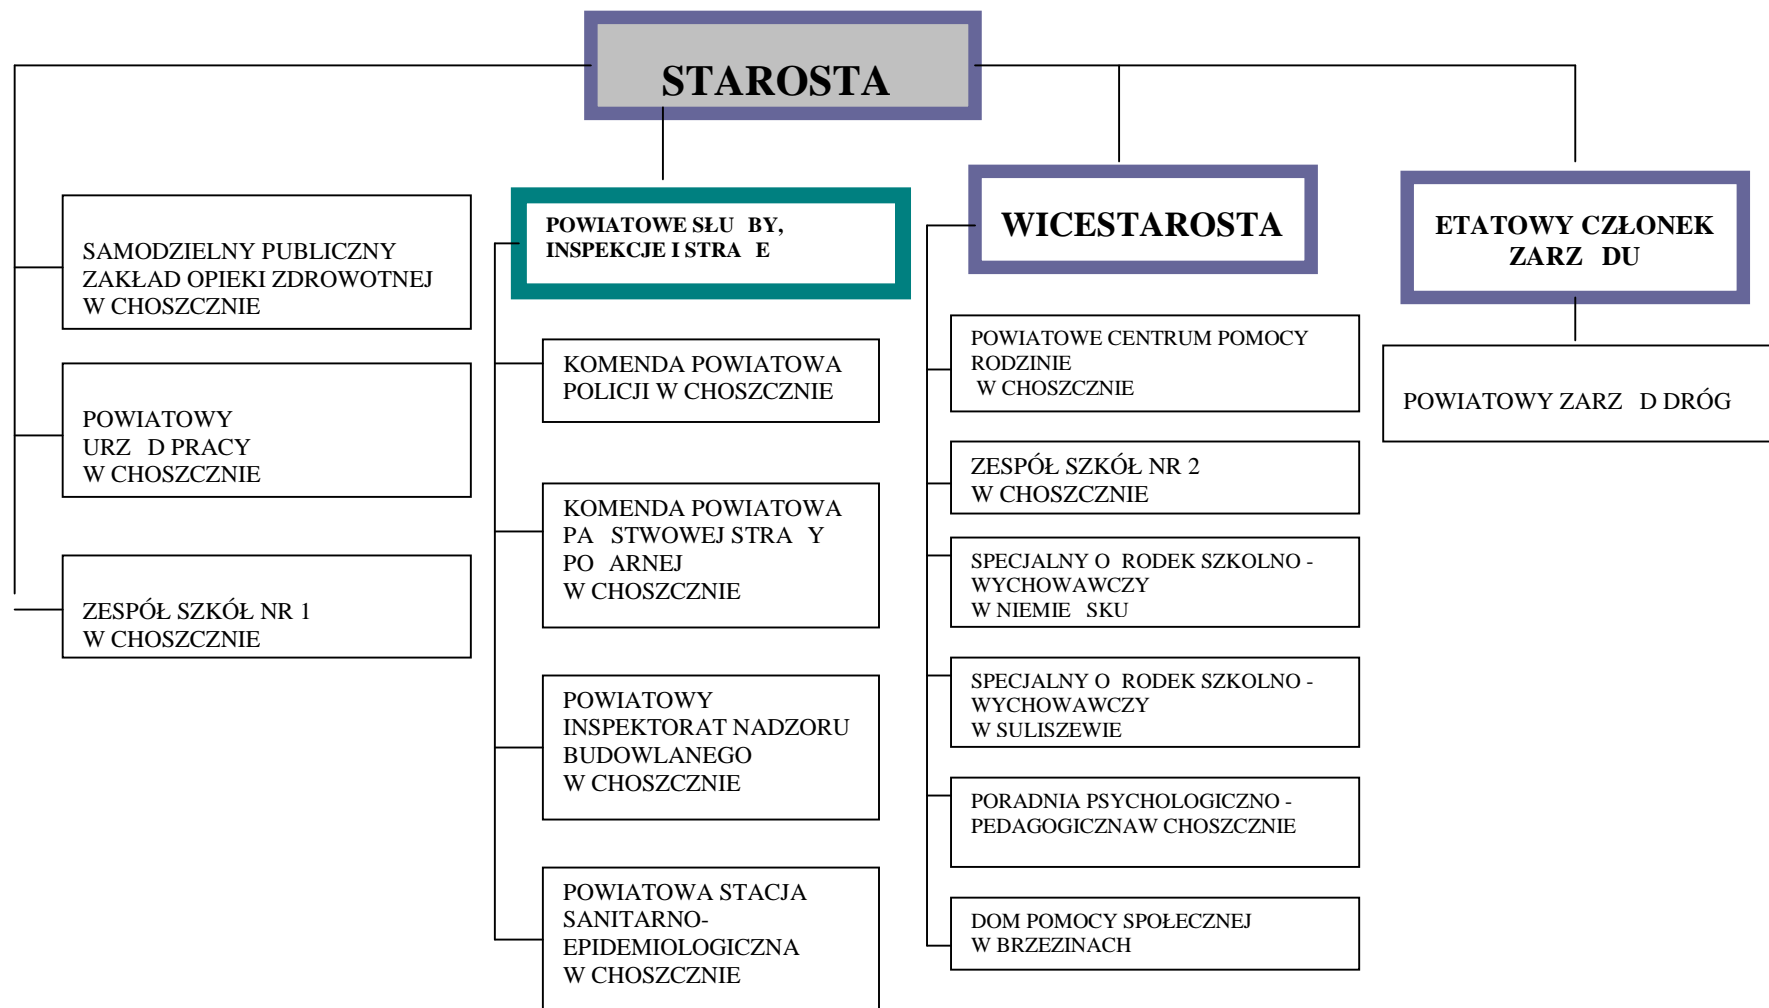 STAROSTA
SAMODZIELNY PUBLICZNY
ZAKŁAD OPIEKI ZDROWOTNEJ
W CHOSZCZNIE
POWIATOWY
URZ D PRACY
W CHOSZCZNIE
ZESPÓŁ SZKÓŁ NR 1
W CHOSZCZNIE
POWIATOWE SŁU BY,
INSPEKCJE I STRA E
KOMENDA POWIATOWA
POLICJI W CHOSZCZNIE
KOMENDA POWIATOWA
PA STWOWEJ STRA Y
PO ARNEJ
W CHOSZCZNIE
POWIATOWY
INSPEKTORAT NADZORU
BUDOWLANEGO
W CHOSZCZNIE
POWIATOWA STACJA
SANITARNO-
EPIDEMIOLOGICZNA
W CHOSZCZNIE
WICESTAROSTA
POWIATOWE CENTRUM POMOCY
RODZINIE
W CHOSZCZNIE
ZESPÓŁ SZKÓŁ NR 2
W CHOSZCZNIE
SPECJALNY O RODEK SZKOLNO -
WYCHOWAWCZY
W NIEMIE SKU
SPECJALNY O RODEK SZKOLNO -
WYCHOWAWCZY
W SULISZEWIE
PORADNIA PSYCHOLOGICZNO -
PEDAGOGICZNAW CHOSZCZNIE
DOM POMOCY SPOŁECZNEJ
W BRZEZINACH
ETATOWY CZŁONEK
ZARZ DU
POWIATOWY ZARZ D DRÓG